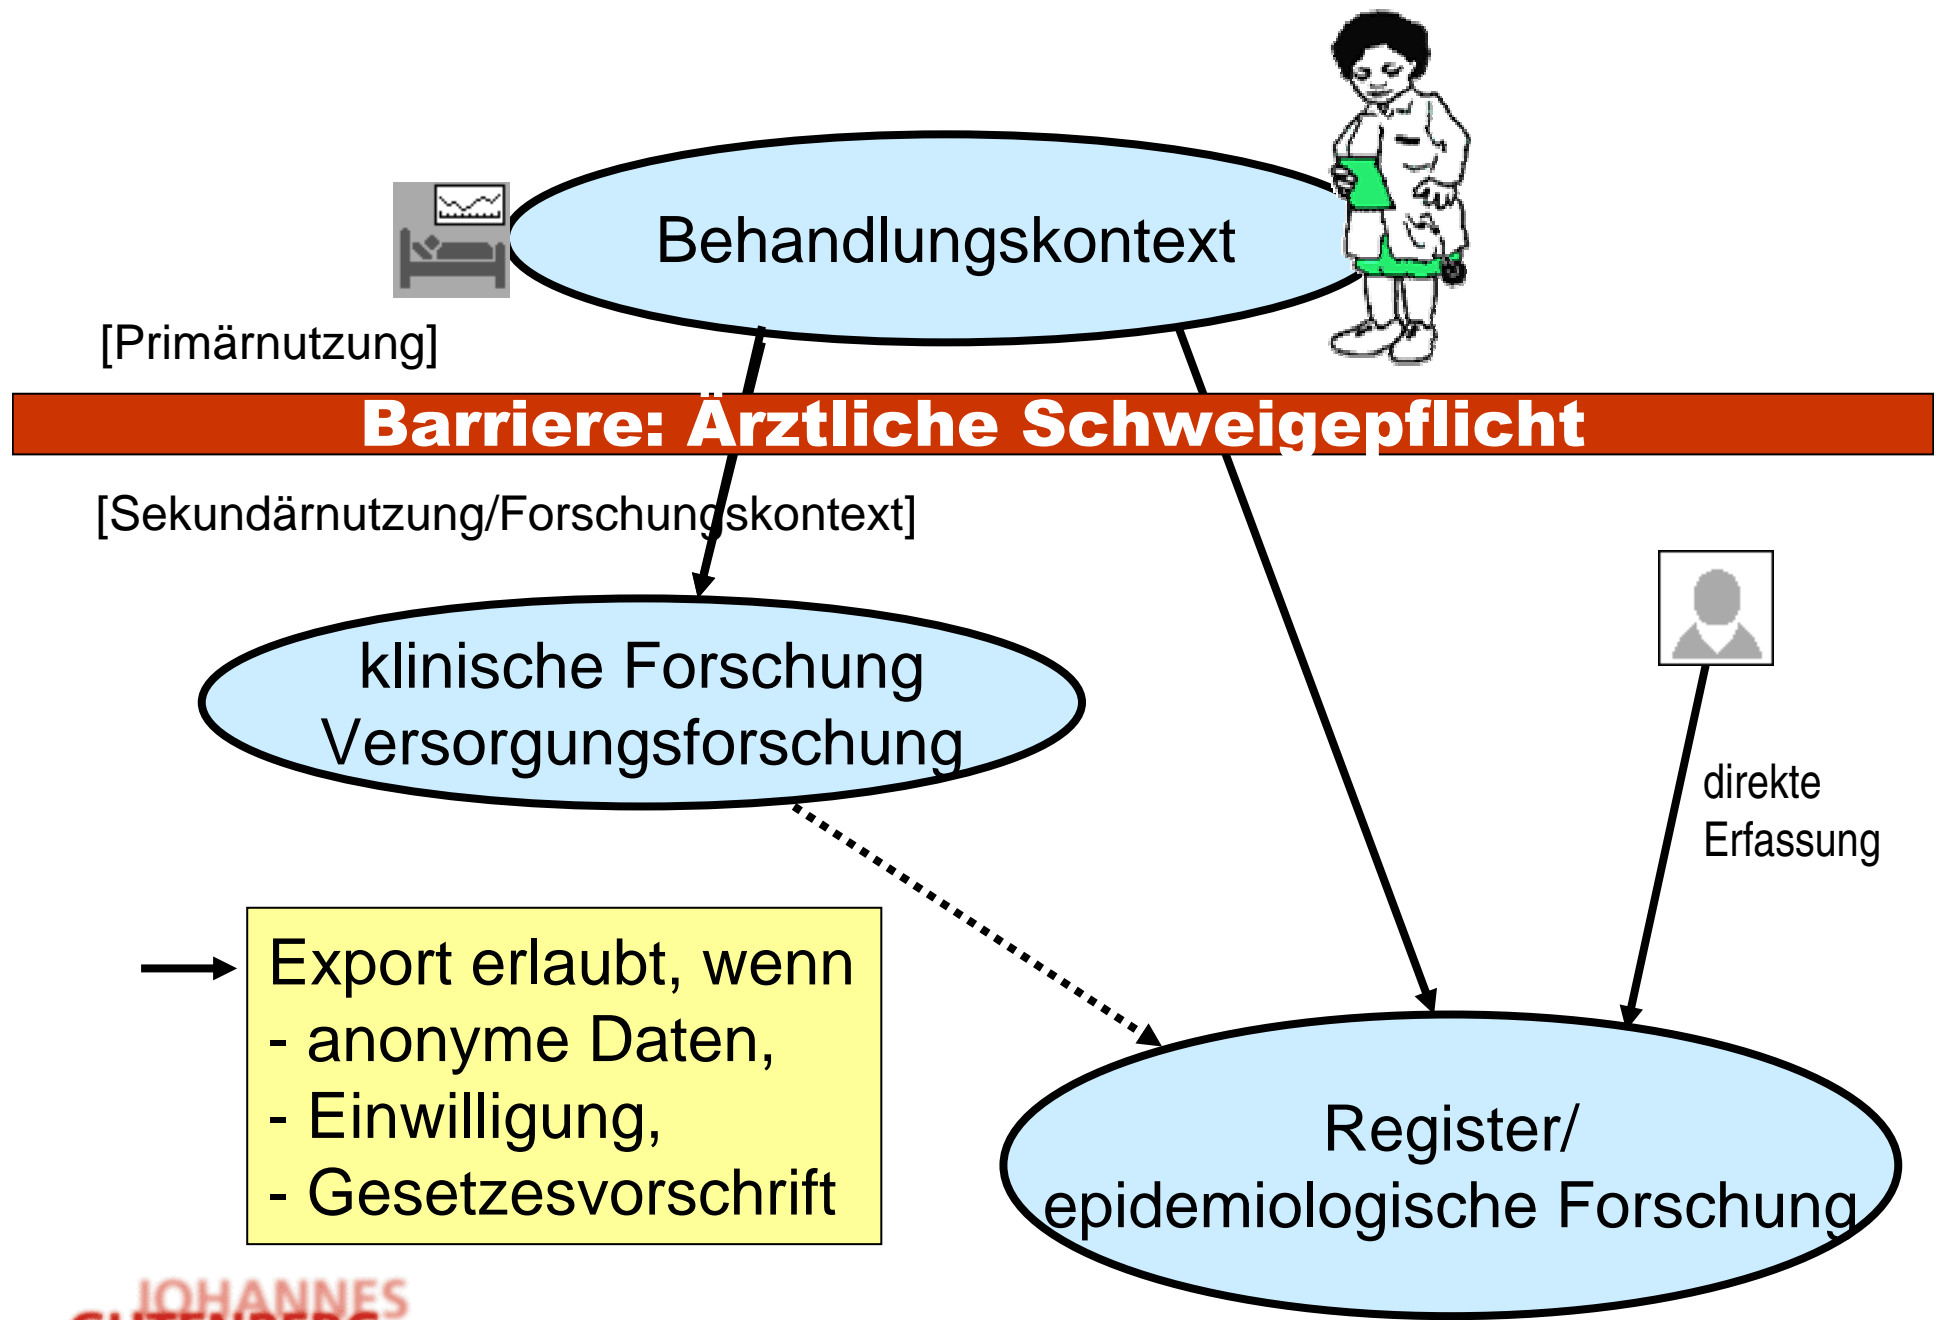 Behandlungskontext
[Primärnutzung]
Barriere: Ärztliche Schweigepflicht
[Sekundärnutzung/Forschungskontext]
klinische Forschung
Versorgungsforschung
direkte
Erfassung
Export erlaubt, wenn
- anonyme Daten,
- Einwilligung,
- Gesetzesvorschrift
Register/
epidemiologische Forschung
JOHANNES
GUTENBERG